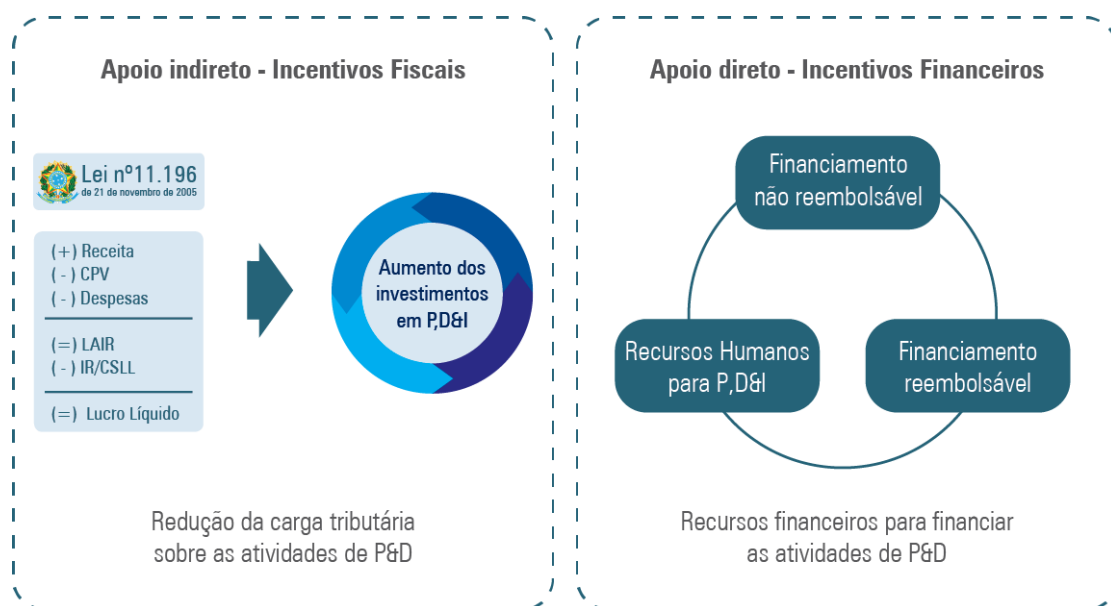 Apoio indireto - Incentivos Fiscais
Lei nº11.196
de 21 de novembro de 2005
(+) Receita
(-) CPV
(-) Despesas
(=) LAIR
(-) IR/CSLL
(=) Lucro Líquido
Aumento dos
investimentos
em P,D&I
Redução da carga tributária
sobre as atividades de P&D
Apoio direto - Incentivos Financeiros
Financiamento
não reembolsável
Recursos Humanos
para P,D&I
Financiamento
reembolsável
Recursos financeiros para financiar
as atividades de P&D